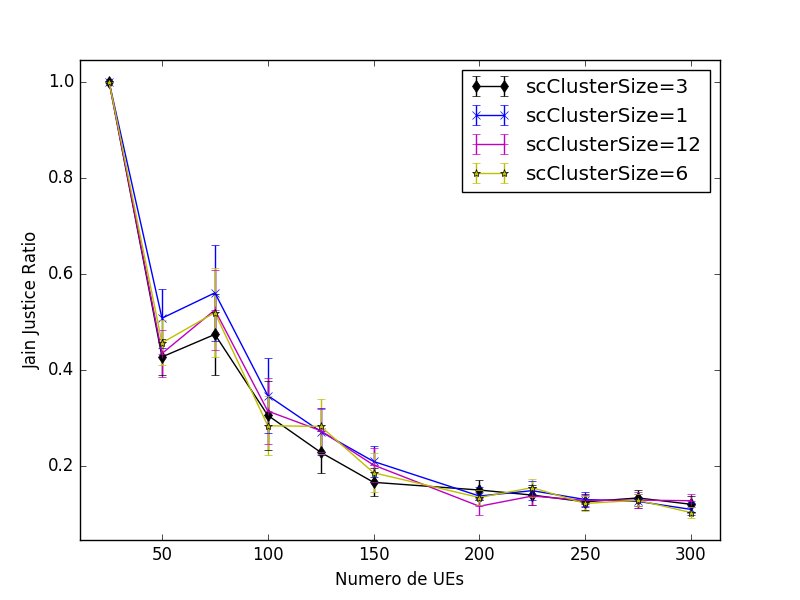 1.0
0.8
0.6
0.4
0.2
Jain Justice Ratio
scClusterSize=3
scClusterSize=1
scClusterSize=12
scClusterSize=6
50 100 150 200 250 300
Numero de UEs